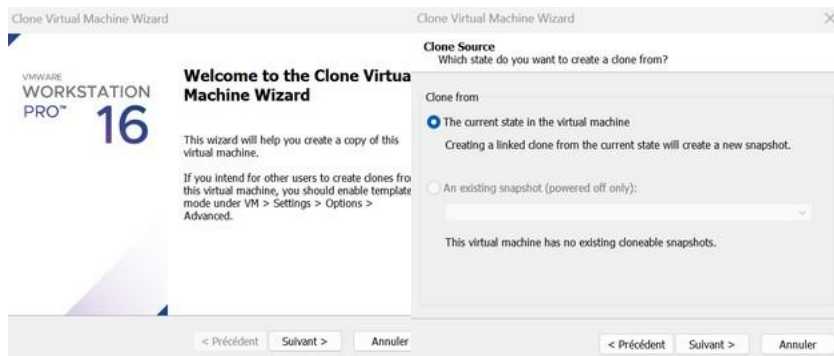 Clone Virtual Machine Wizard
VMWARE
WORKSTATION
PRO™ 16
Welcome to the Clone Virtua
Machine Wizard
This wizard will help you create a copy of this
virtual machine.
If you intend for other users to create clones fro
this virtual machine, you should enable template
mode under VM > Settings > Options >
Advanced.
< Précédent Suivant > Annuler
Clone Virtual Machine Wizard
Clone Source
Which state do you want to create a clone from?
Clone from
The current state in the virtual machine
Creating a linked clone from the current state will create a new snapshot.
An existing snapshot (powered off only):
This virtual machine has no existing cloneable snapshots.
< Précédent Suivant > Annuler